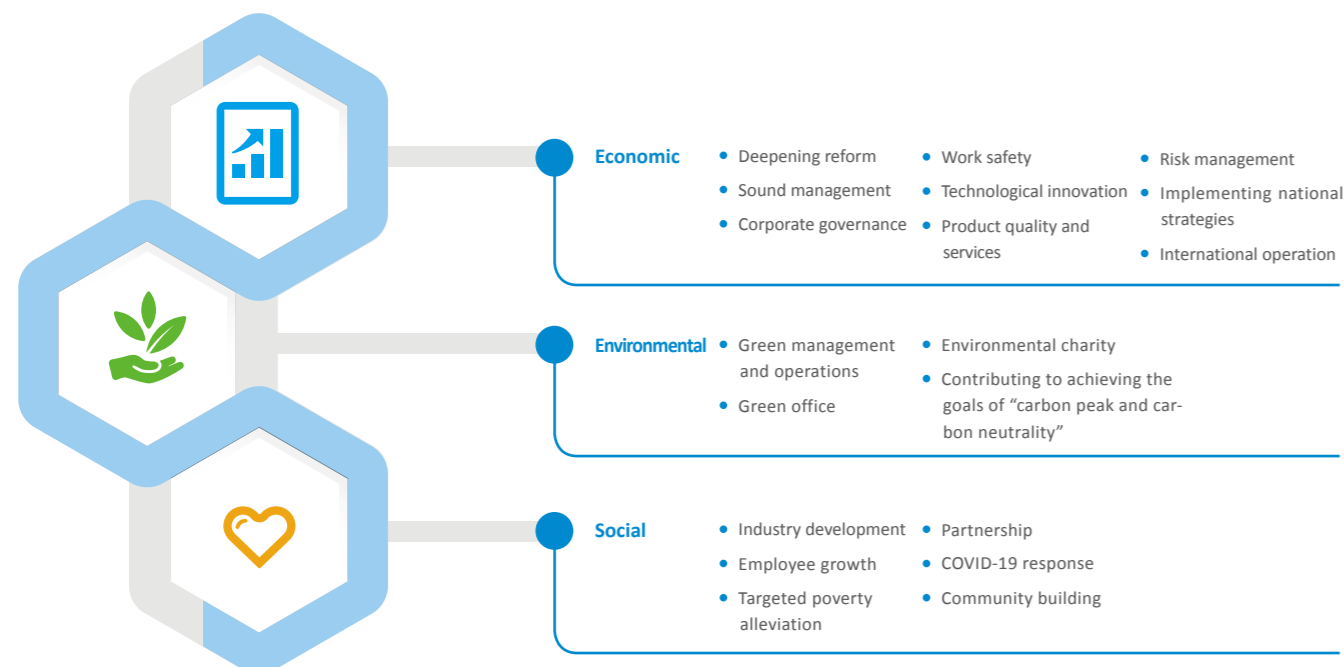 Economic
• Deepening reform
• Sound management
• Corporate governance
• Work safety
• Technological innovation
• Product quality and
services
• Risk management
• Implementing national
strategies
• International operation
Environmental
• Green management
and operations
• Green office
• Environmental charity
• Contributing to achieving the
goals of “carbon peak and car-
bon neutrality”
Social
• Industry development
• Employee growth
• Targeted poverty
alleviation
• Partnership
• COVID-19 response
• Community building